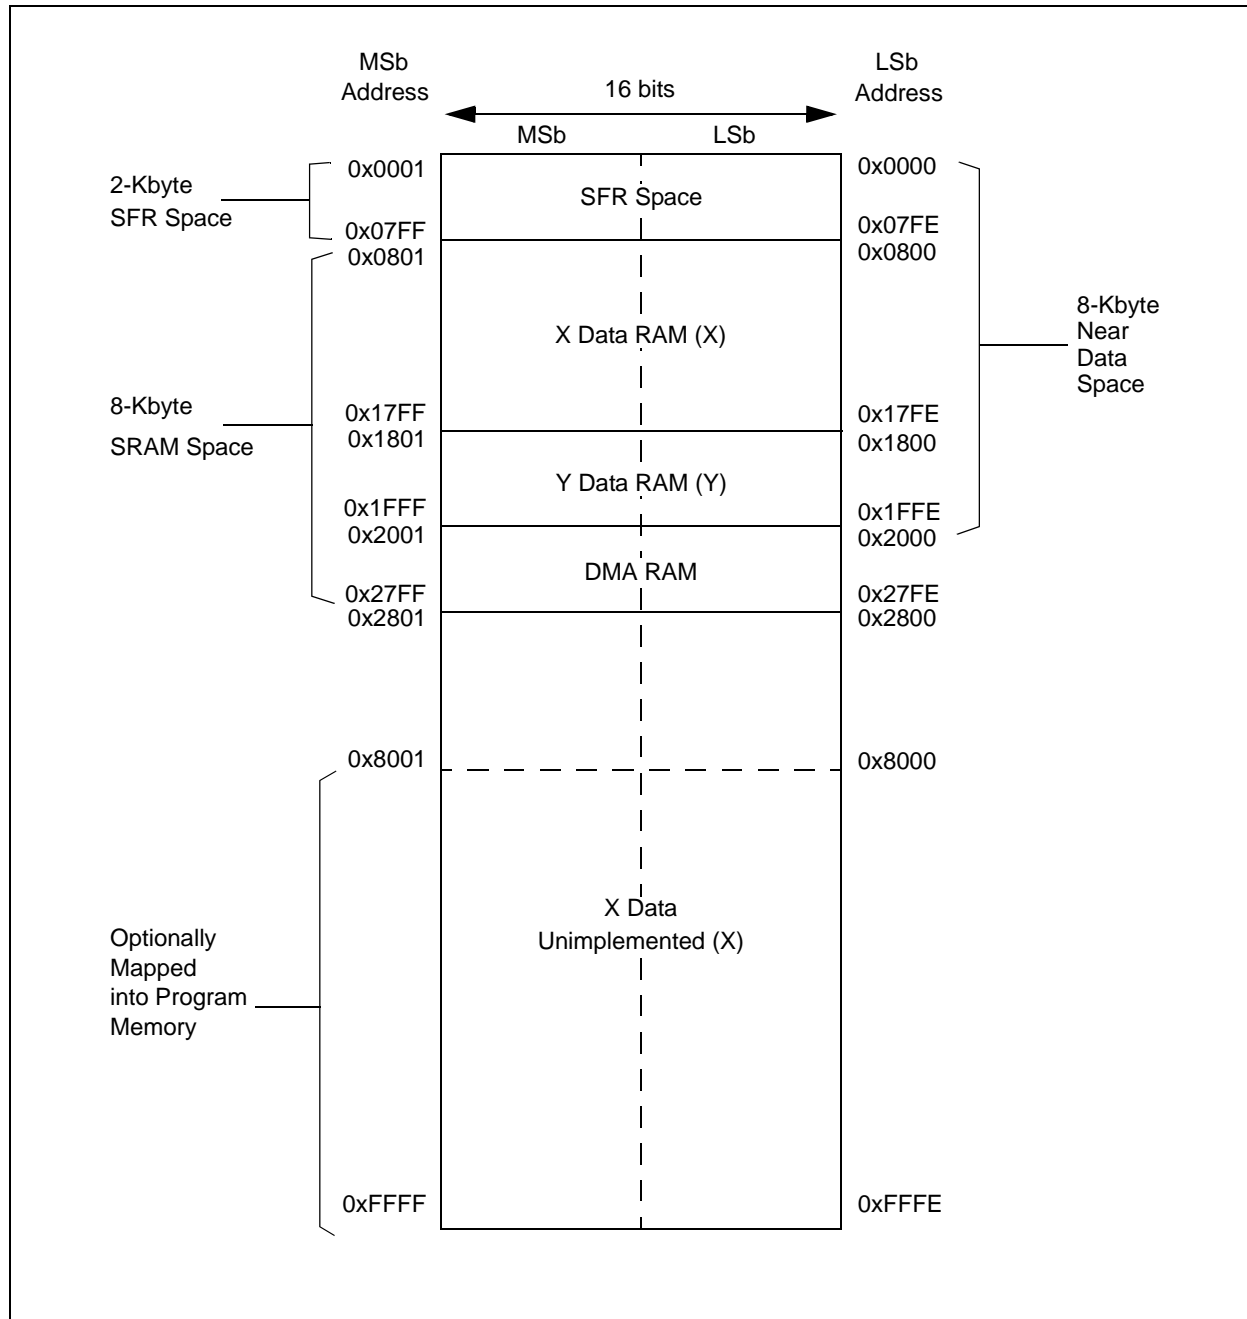 MSb
Address
LSb
Address
16 bits
MSb
LSb
0x0001
0x0000
2-Kbyte
SFR Space
SFR Space
0x07FF
0x07FE
0x0801
0x0800
X Data RAM (X)
8-Kbyte
Near
Data
Space
8-Kbyte
SRAM Space
0x17FF
0x17FE
0x1801
0x1800
Y Data RAM (Y)
0x1FFF
0x1FFE
0x2001
0x2000
DMA RAM
0x27FF
0x27FE
0x2801
0x2800
0x8001
0x8000
X Data
Unimplemented (X)
Optionally
Mapped
into Program
Memory
0xFFFF
0xFFFE